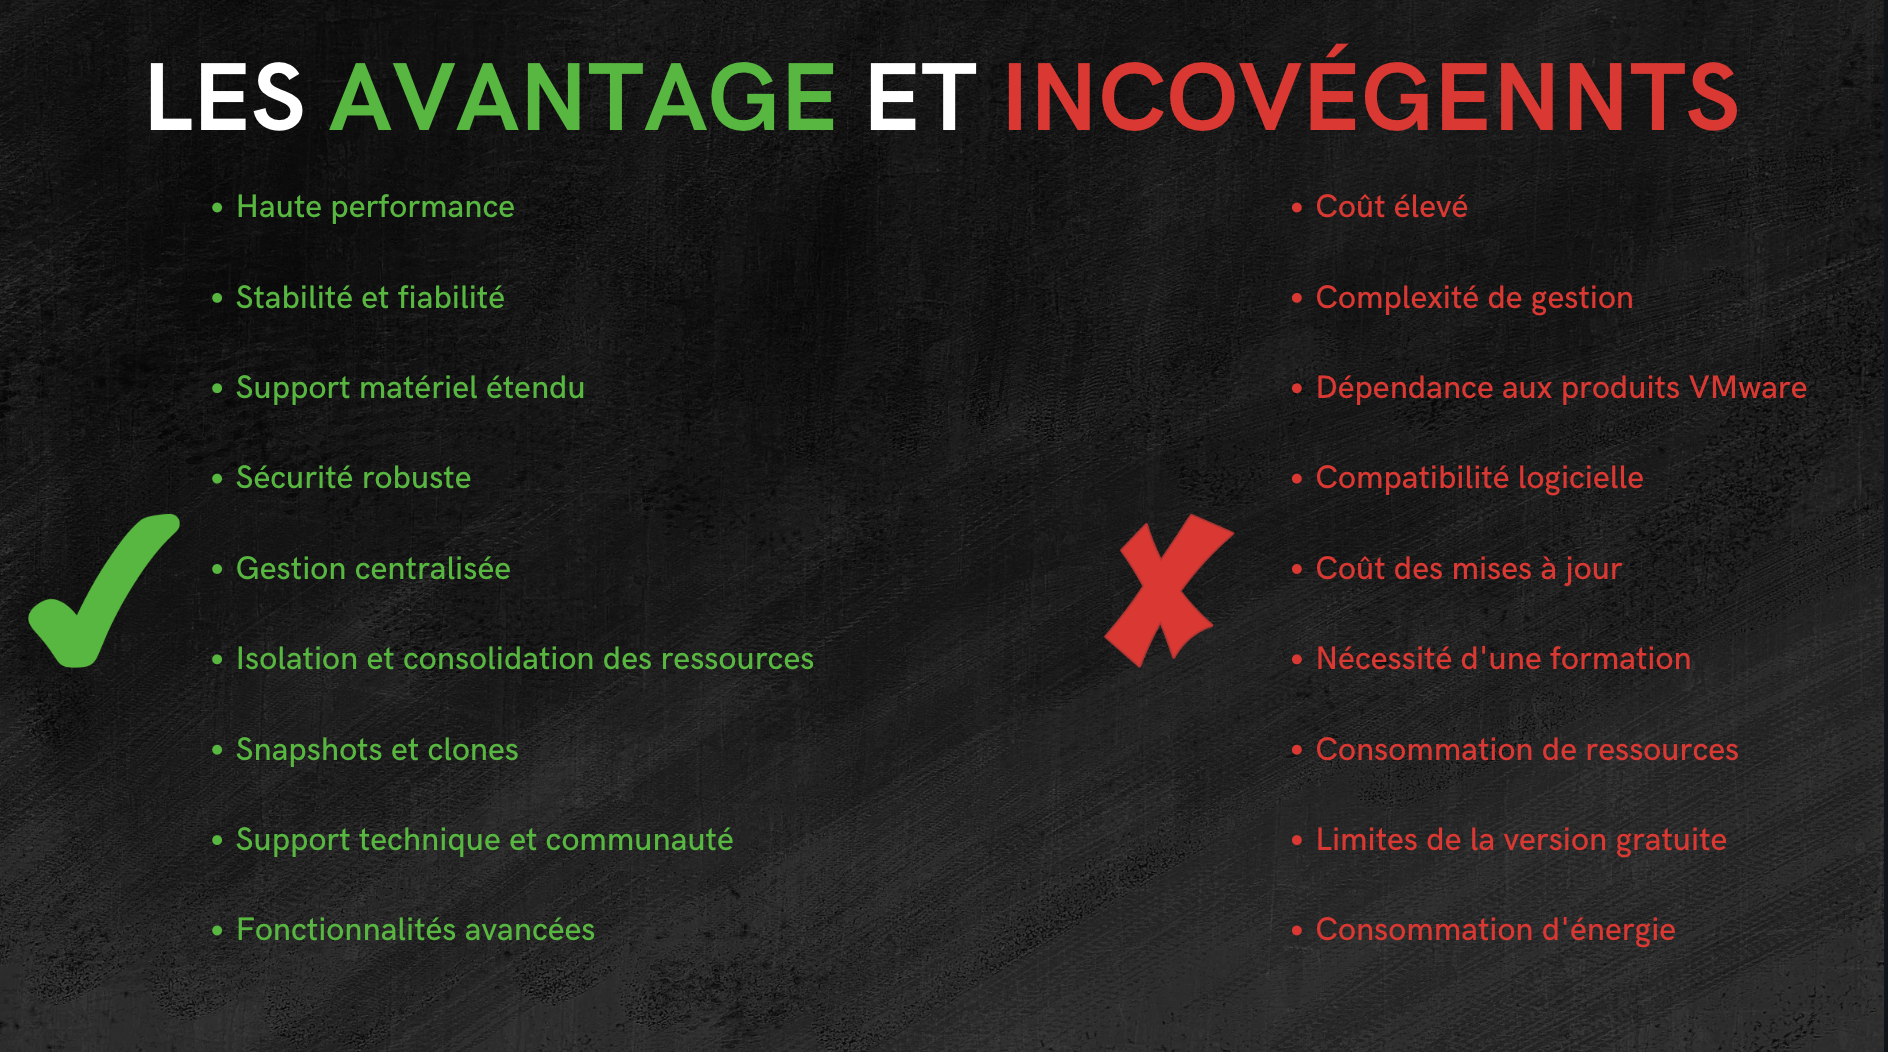 LES AVANTAGE ET INCOVÉGENNTS
• Haute performance
• Stabilité et fiabilité
• Support matériel étendu
• Sécurité robuste
• Gestion centralisée
• Isolation et consolidation des ressources
• Snapshots et clones
• Support technique et communauté
• Fonctionnalités avancées
• Coût élevé
• Complexité de gestion
• Dépendance aux produits VMware
• Compatibilité logicielle
• Coût des mises à jour
• Nécessité d'une formation
• Consommation de ressources
• Limites de la version gratuite
• Consommation d'énergie